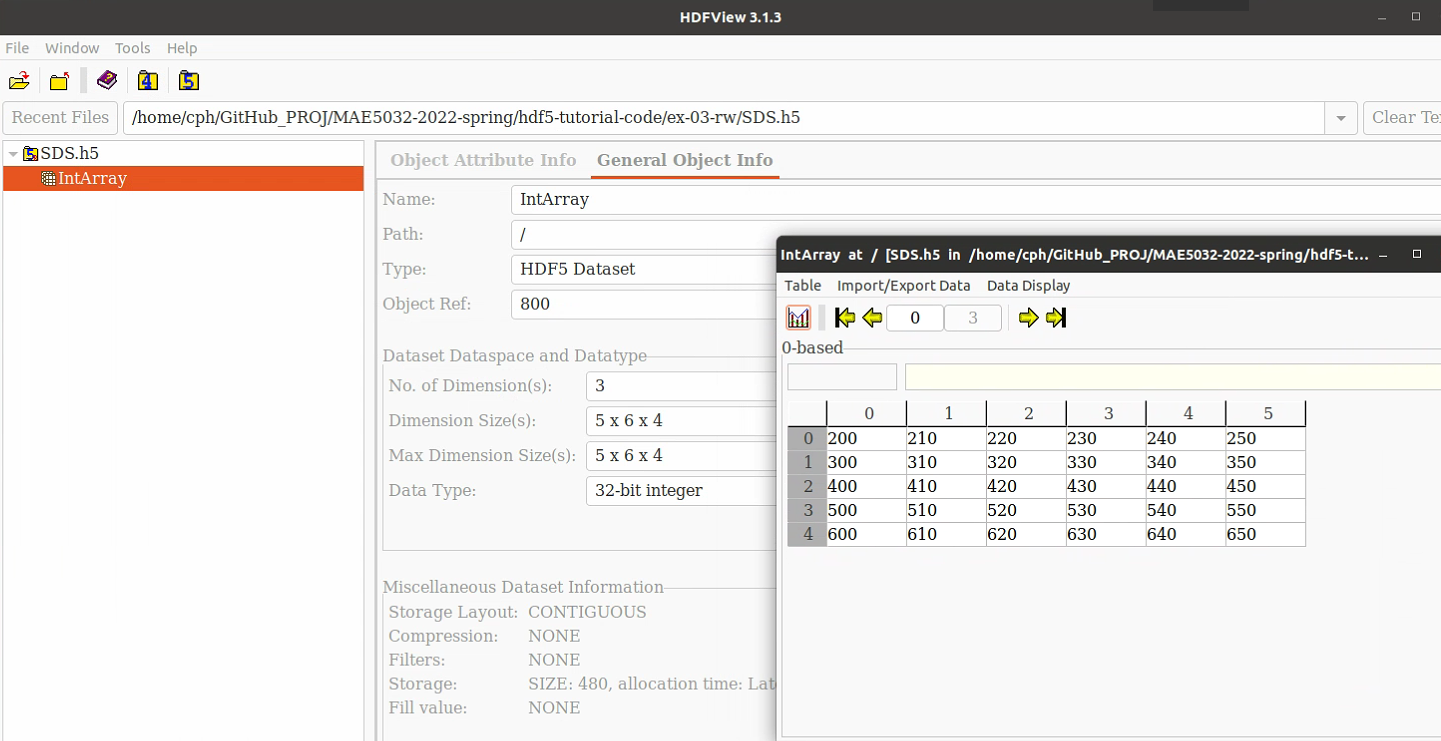 HDFView 3.1.3
File Window Tools Help
4 5
Recent Files /home/cph/GitHub_PROJ/MAE5032-2022-spring/hdf5-tutorial-code/ex-03-rw/SDS.h5 Clear Te
SDS.h5
IntArray
Object Attribute Info General Object Info
Name: IntArray
Path: /
Type: HDF5 Dataset
Object Ref: 800
Dataset Dataspace and Datatype
No. of Dimension(s): 3
Dimension Size(s): 5 x 6 x 4
Max Dimension Size(s): 5 x 6 x 4
Data Type: 32-bit integer
Miscellaneous Dataset Information
Storage Layout: CONTIGUOUS
Compression: NONE
Filters: NONE
Storage: SIZE: 480, allocation time: Late
Fill value: NONE
IntArray at / [SDS.h5 in /home/cph/GitHub_PROJ/MAE5032-2022-spring/hdf5-t...
Table Import/Export Data Data Display
0 3
0-based
0 1 2 3 4 5
0 200 210 220 230 240 250
1 300 310 320 330 340 350
2 400 410 420 430 440 450
3 500 510 520 530 540 550
4 600 610 620 630 640 650